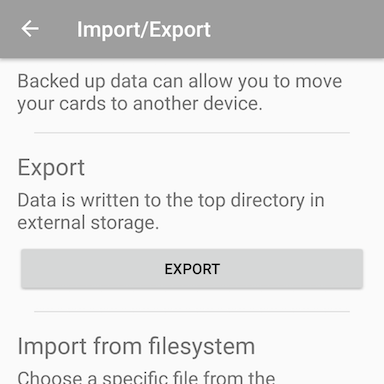 Import/Export
Backed up data can allow you to move
your cards to another device.
Export
Data is written to the top directory in
external storage.
EXPORT
Import from filesystem
Choose a specific file from the